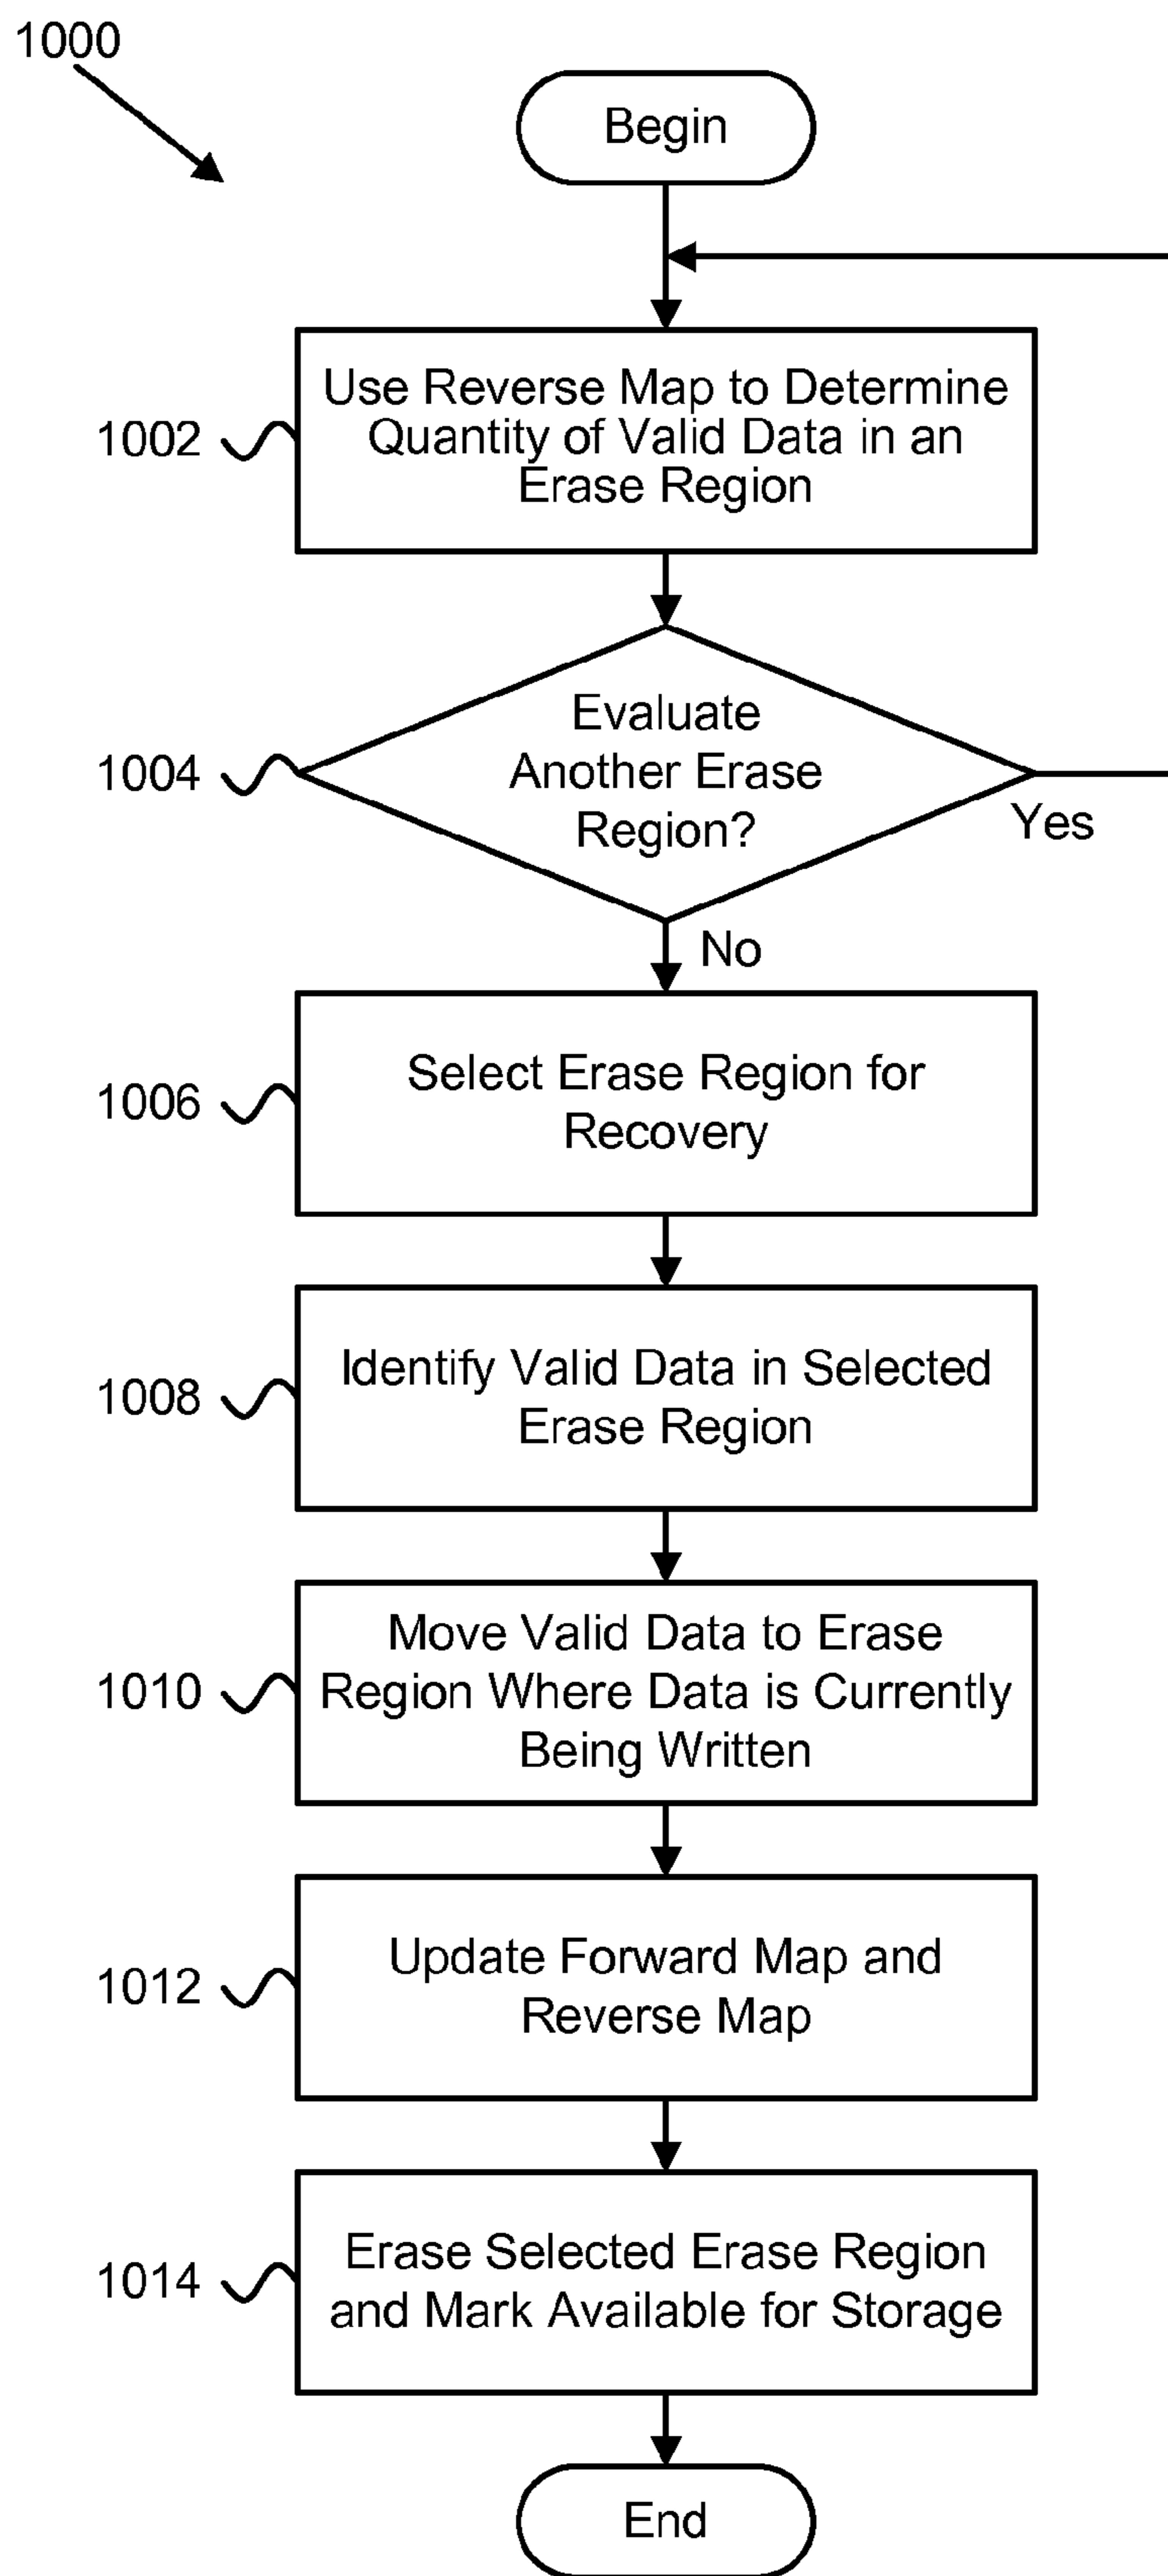 1000
Begin
Use Reverse Map to Determine
Quantity of Valid Data in an
Erase Region
1002
Evaluate
Another Erase
Region?
1004
Yes
No
Select Erase Region for
Recovery
1006
Identify Valid Data in Selected
Erase Region
1008
Move Valid Data to Erase
Region Where Data is Currently
Being Written
1010
Update Forward Map and
Reverse Map
1012
Erase Selected Erase Region
and Mark Available for Storage
1014
End